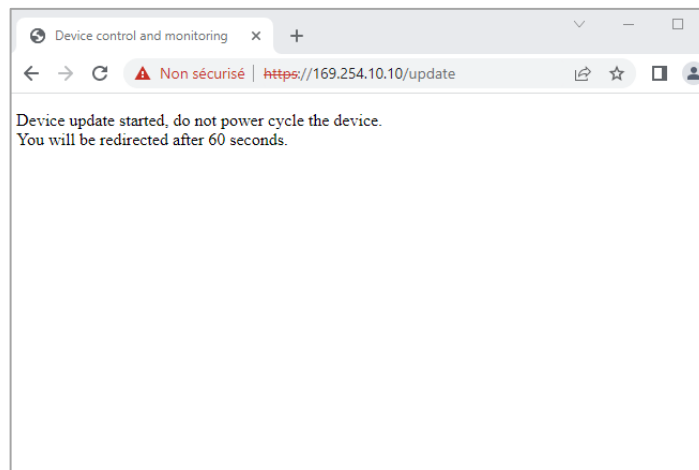 Device control and monitoring
Non sécurisé https://169.254.10.10/update
Device update started, do not power cycle the device.
You will be redirected after 60 seconds.